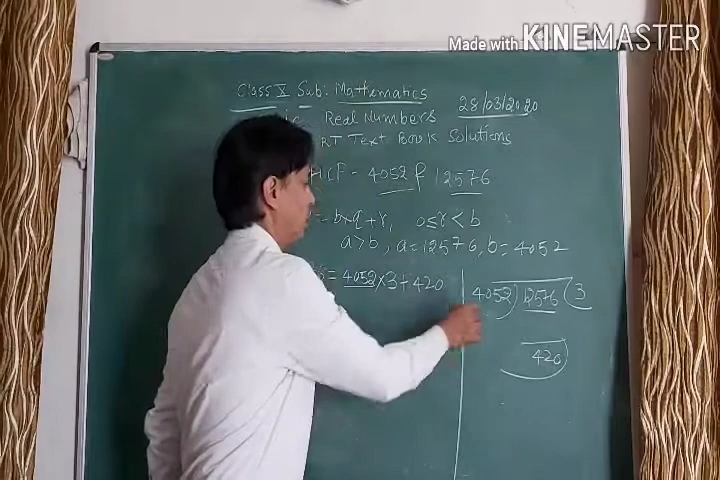 Made with KINEMASTER
Class X Sub: Mathematics
28/03/2020
Real Numbers
RT Text Book Solutions
HCF - 4052 & 12576
= b×q+r, 0≤r<b
a>b, a=12576, b=4052
6=4052×3+420
4052) 12576 (3
420